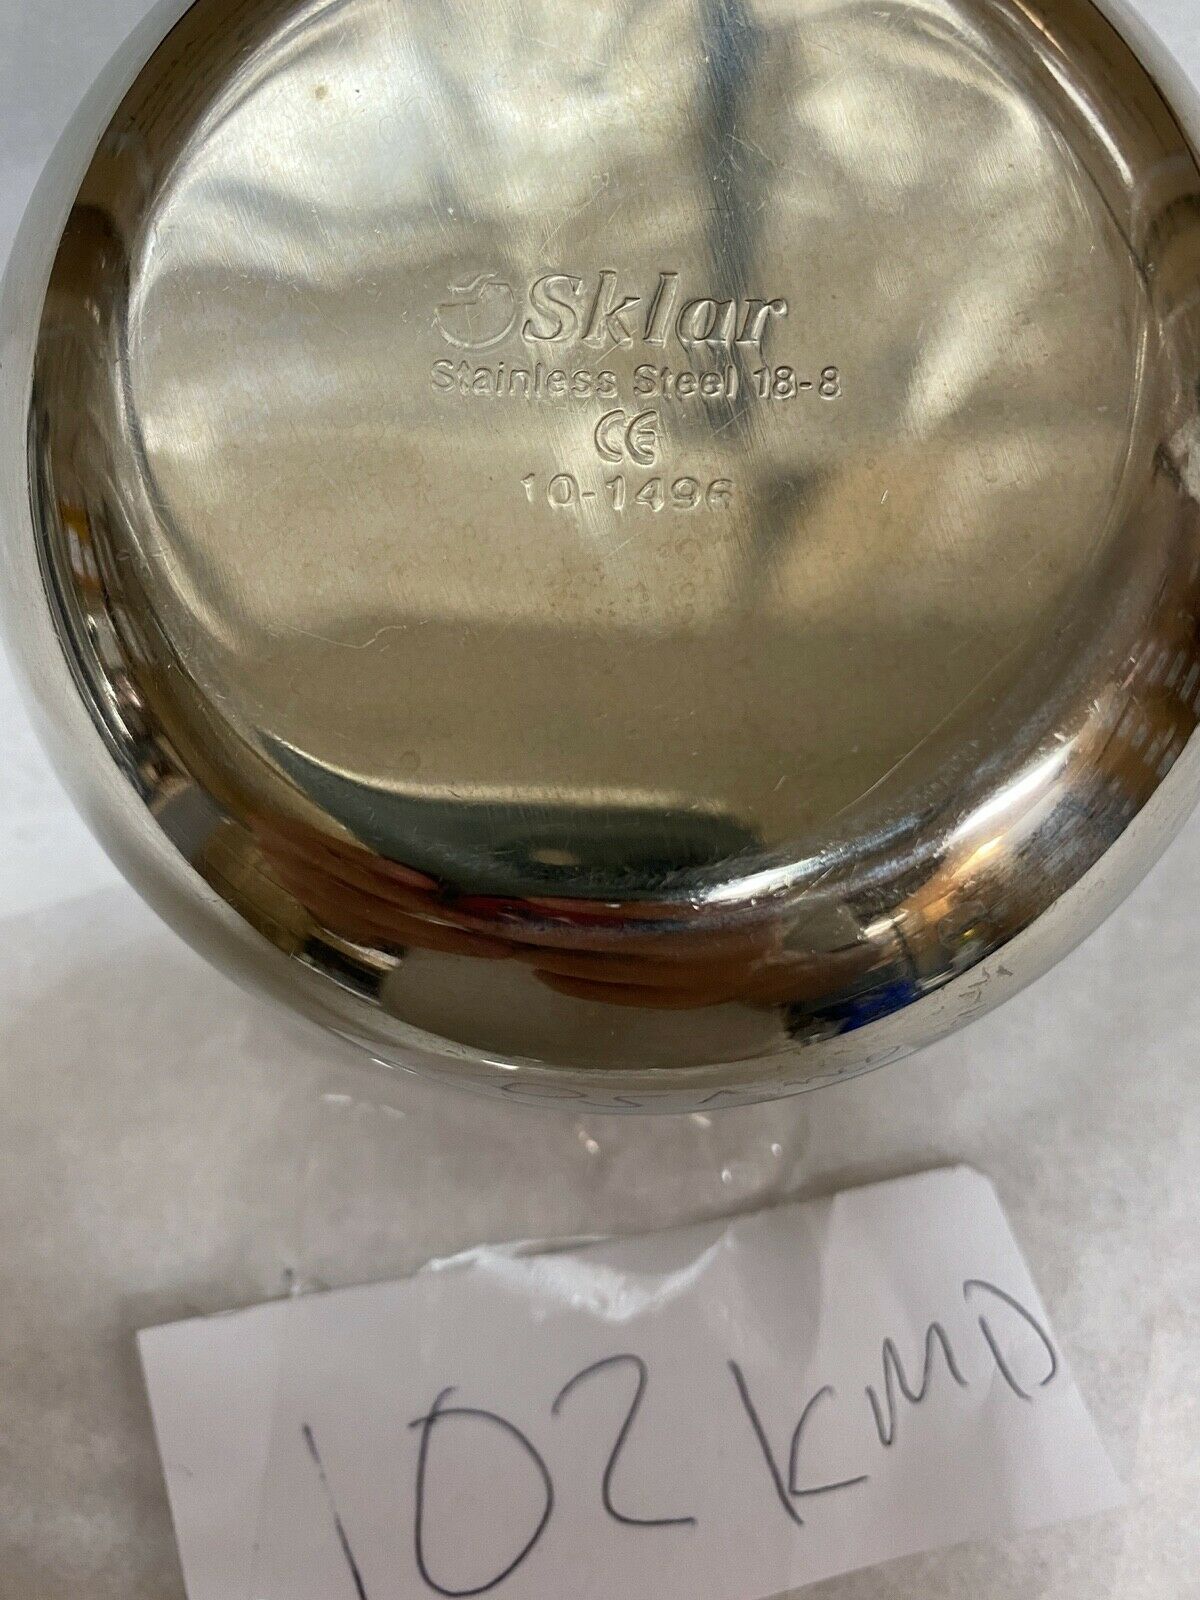 Sklar
Stainless Steel 18-8
CE
10-1496
102KMD